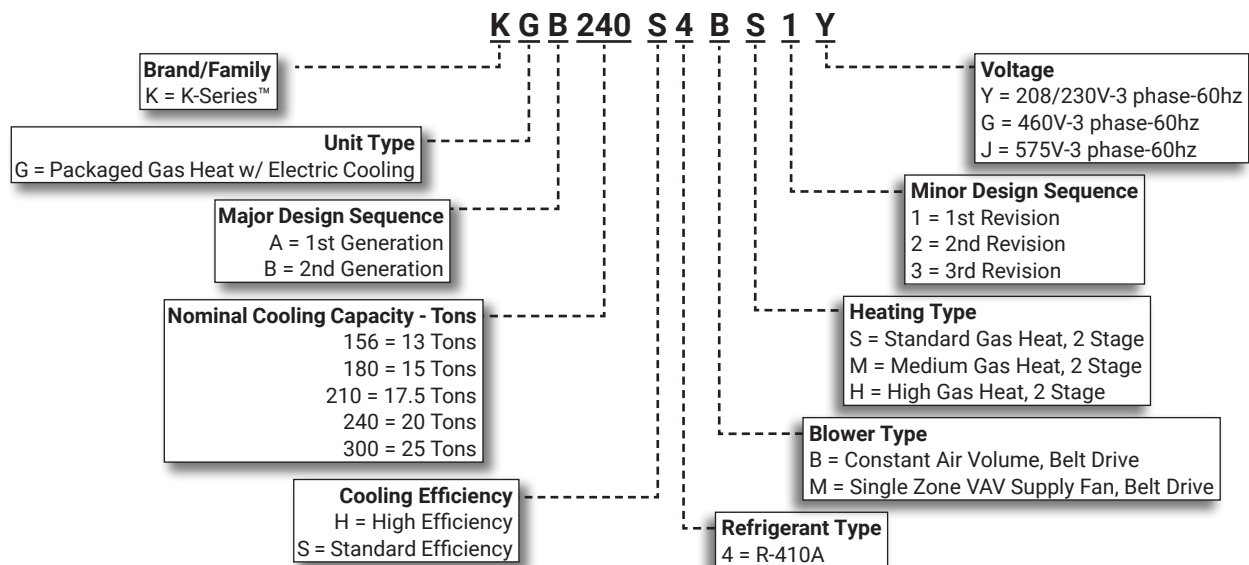 K G B 240 S 4 B S 1 Y
Brand/Family
K = K-Series™
Unit Type
G = Packaged Gas Heat w/ Electric Cooling
Major Design Sequence
A = 1st Generation
B = 2nd Generation
Nominal Cooling Capacity - Tons
156 = 13 Tons
180 = 15 Tons
210 = 17.5 Tons
240 = 20 Tons
300 = 25 Tons
Cooling Efficiency
H = High Efficiency
S = Standard Efficiency
Voltage
Y = 208/230V-3 phase-60hz
G = 460V-3 phase-60hz
J = 575V-3 phase-60hz
Minor Design Sequence
1 = 1st Revision
2 = 2nd Revision
3 = 3rd Revision
Heating Type
S = Standard Gas Heat, 2 Stage
M = Medium Gas Heat, 2 Stage
H = High Gas Heat, 2 Stage
Blower Type
B = Constant Air Volume, Belt Drive
M = Single Zone VAV Supply Fan, Belt Drive
Refrigerant Type
4 = R-410A